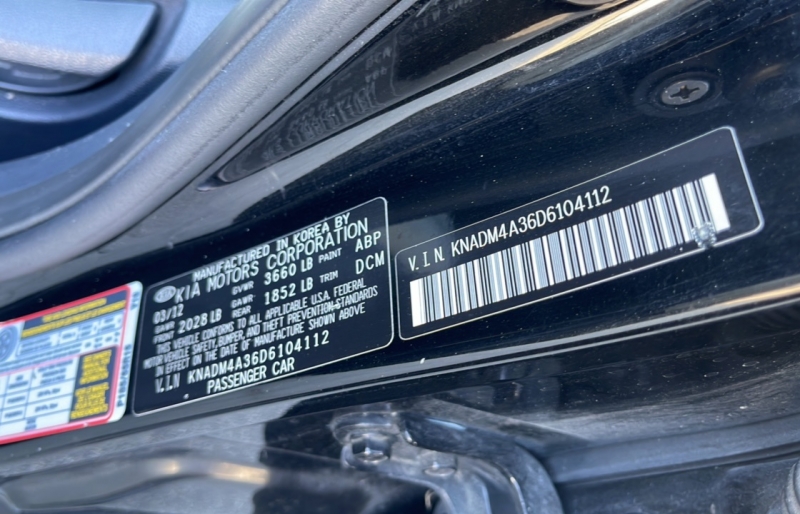 MANUFACTURED IN KOREA BY
KIA KIA MOTORS CORPORATION
03/12 GVWR 3660 LB PAINT ABP
GAWR FRONT 2028 LB GAWR REAR 1852 LB TRIM DCM
THIS VEHICLE CONFORMS TO ALL APPLICABLE U.S.A. FEDERAL
MOTOR VEHICLE SAFETY, BUMPER, AND THEFT PREVENTION STANDARDS
IN EFFECT ON THE DATE OF MANUFACTURE SHOWN ABOVE
V.I.N KNADM4A36D6104112
PASSENGER CAR
V.I.N. KNADM4A36D6104112